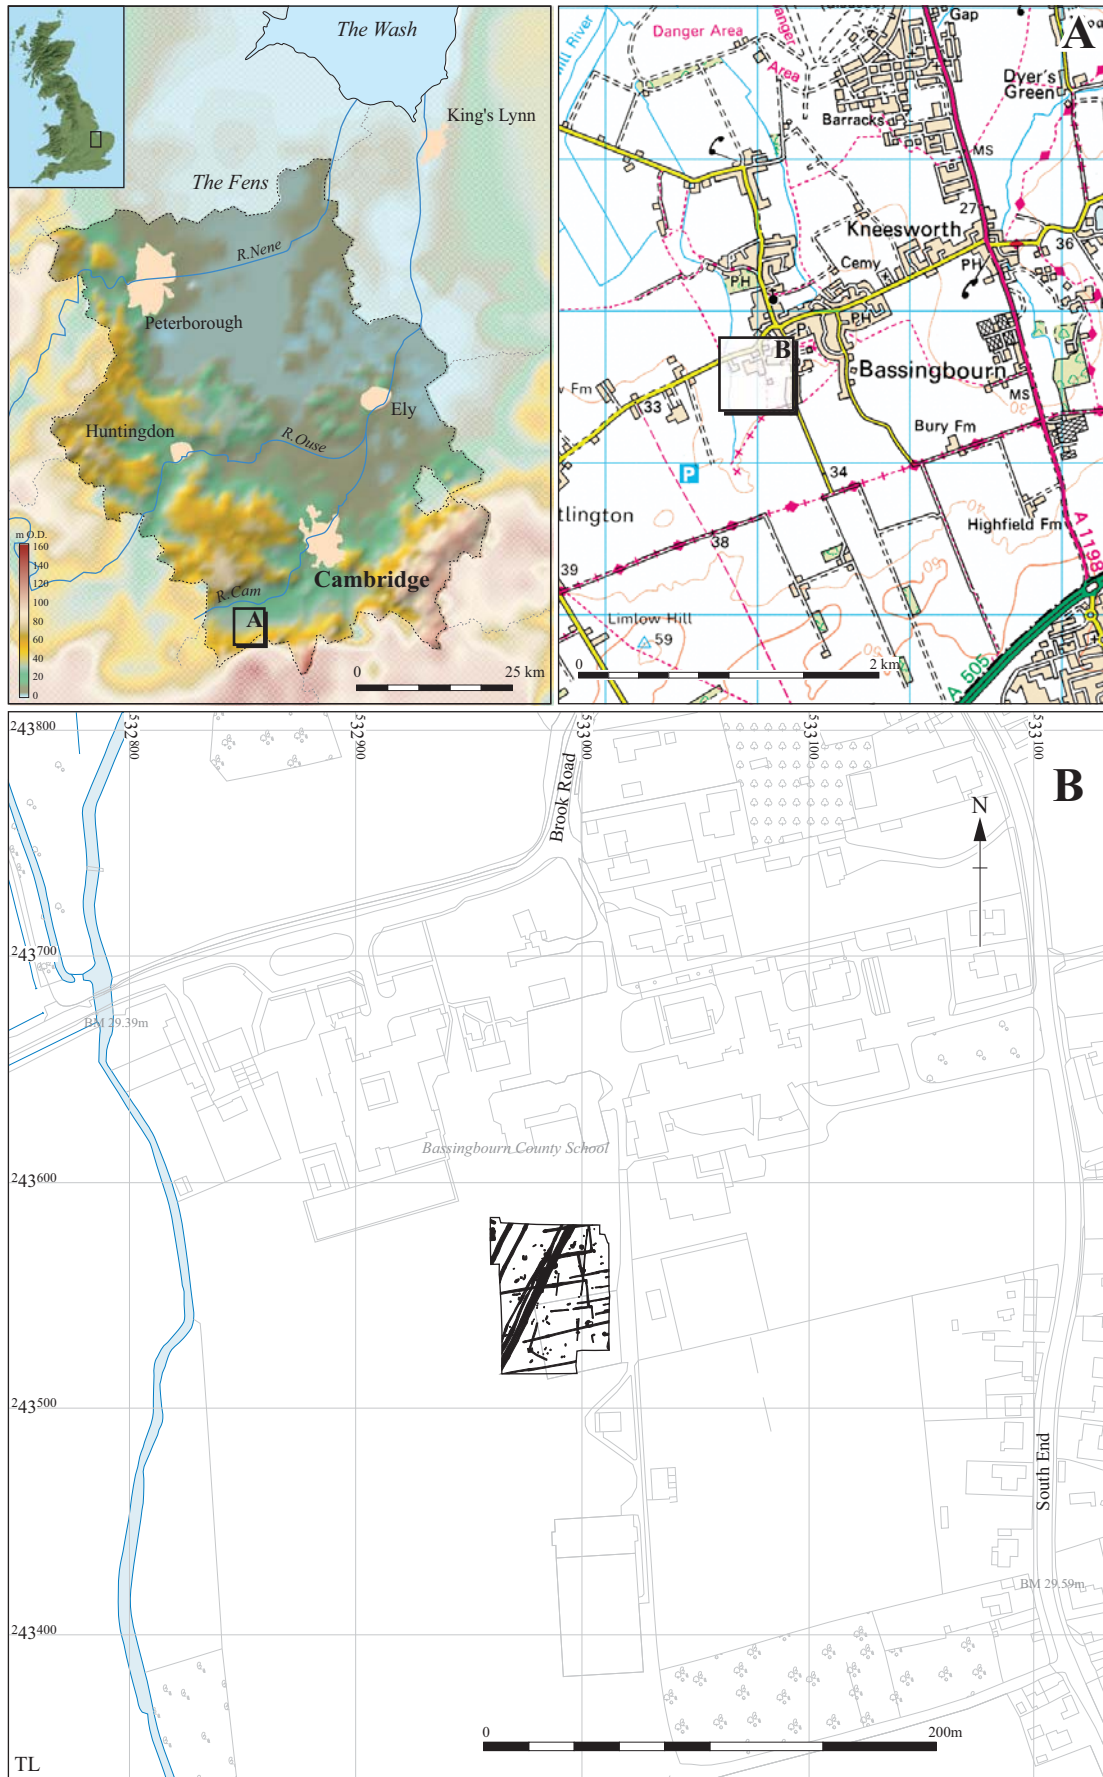 The Wash
King's Lynn
The Fens
R.Nene
Peterborough
Ely
Huntingdon
R.Ouse
m O.D.
160
140
120
100
80
60
40
20
0
Cambridge
R.Cam
A
0
25 km
A
Danger Area
Danger
Area
Gap
Dyer's
Green
Barracks
MS
27
Kneesworth
36
Cemy
PH
PH
PH
P
B
Bassingbourn
Fm
33
MS
Bury Fm
P
34
tlington
Highfield Fm
38
A 1198
39
Limlow Hill
59
A 505
0
2 km
B
243800
532800
532900
533000
533100
533100
Brook Road
N
243700
BM 29.39m
Bassingbourn County School
243600
243500
South End
BM 29.59m
243400
0
200m
TL